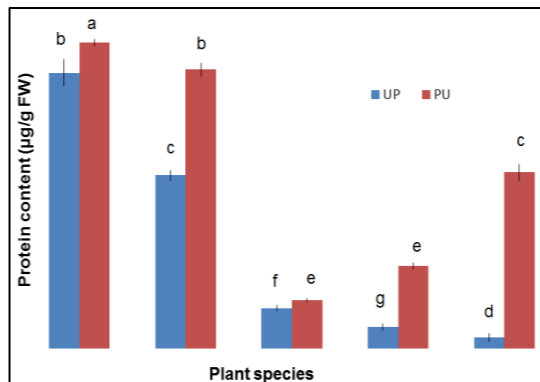 b a b c f e g e d c
UP PU
Protein content (µg/g FW)
Plant species